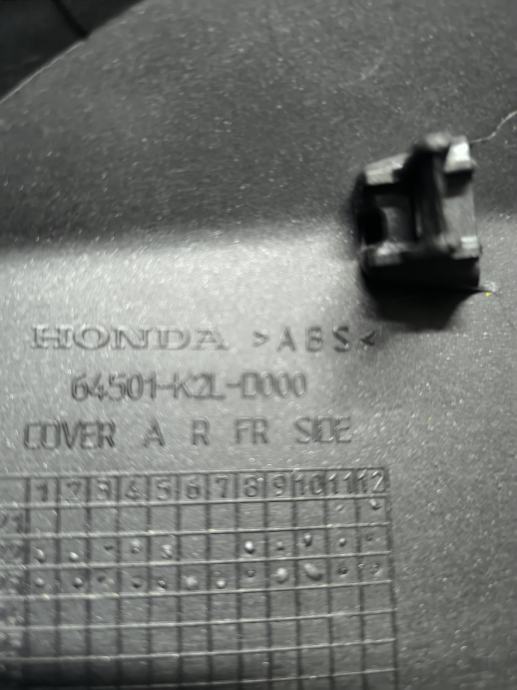 HONDA >ABS<
64501-K2L-D000
COVER A R FR SIDE
1 2 3 4 5 6 7 8 9 10 11 12